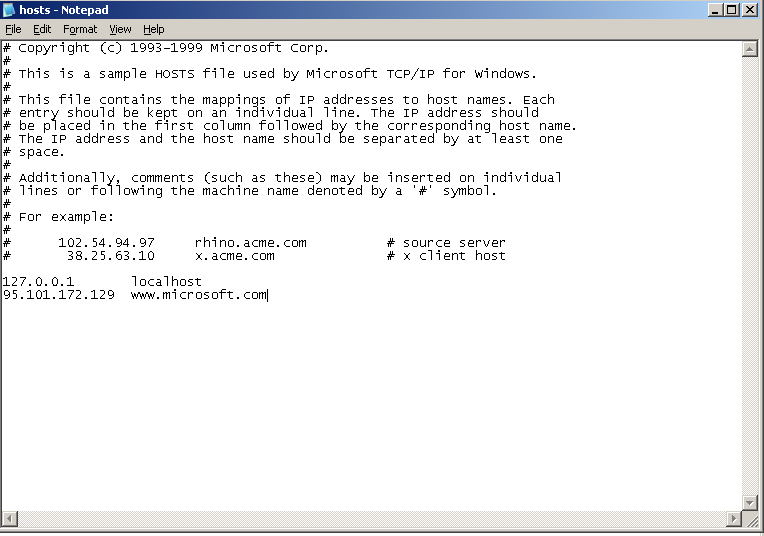 hosts - Notepad
File Edit Format View Help
# Copyright (c) 1993-1999 Microsoft Corp.
#
# This is a sample HOSTS file used by Microsoft TCP/IP for Windows.
#
# This file contains the mappings of IP addresses to host names. Each
# entry should be kept on an individual line. The IP address should
# be placed in the first column followed by the corresponding host name.
# The IP address and the host name should be separated by at least one
# space.
#
# Additionally, comments (such as these) may be inserted on individual
# lines or following the machine name denoted by a '#' symbol.
#
# For example:
#
#      102.54.94.97     rhino.acme.com          # source server
#       38.25.63.10     x.acme.com              # x client host

127.0.0.1       localhost
95.101.172.129  www.microsoft.com